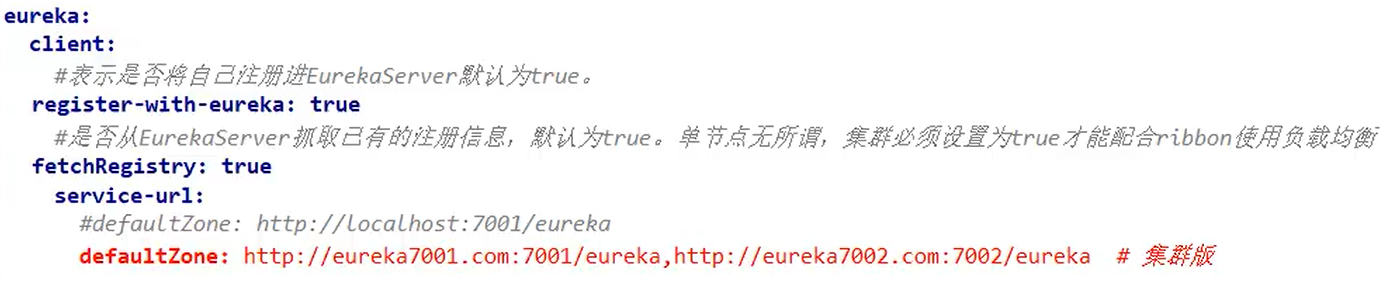 eureka:
client:
#表示是否将自己注册进EurekaServer默认为true。
register-with-eureka: true
#是否从EurekaServer抓取已有的注册信息，默认为true。单节点无所谓，集群必须设置为true才能配合ribbon使用负载均衡
fetchRegistry: true
service-url:
#defaultZone: http://localhost:7001/eureka
defaultZone: http://eureka7001.com:7001/eureka,http://eureka7002.com:7002/eureka  # 集群版